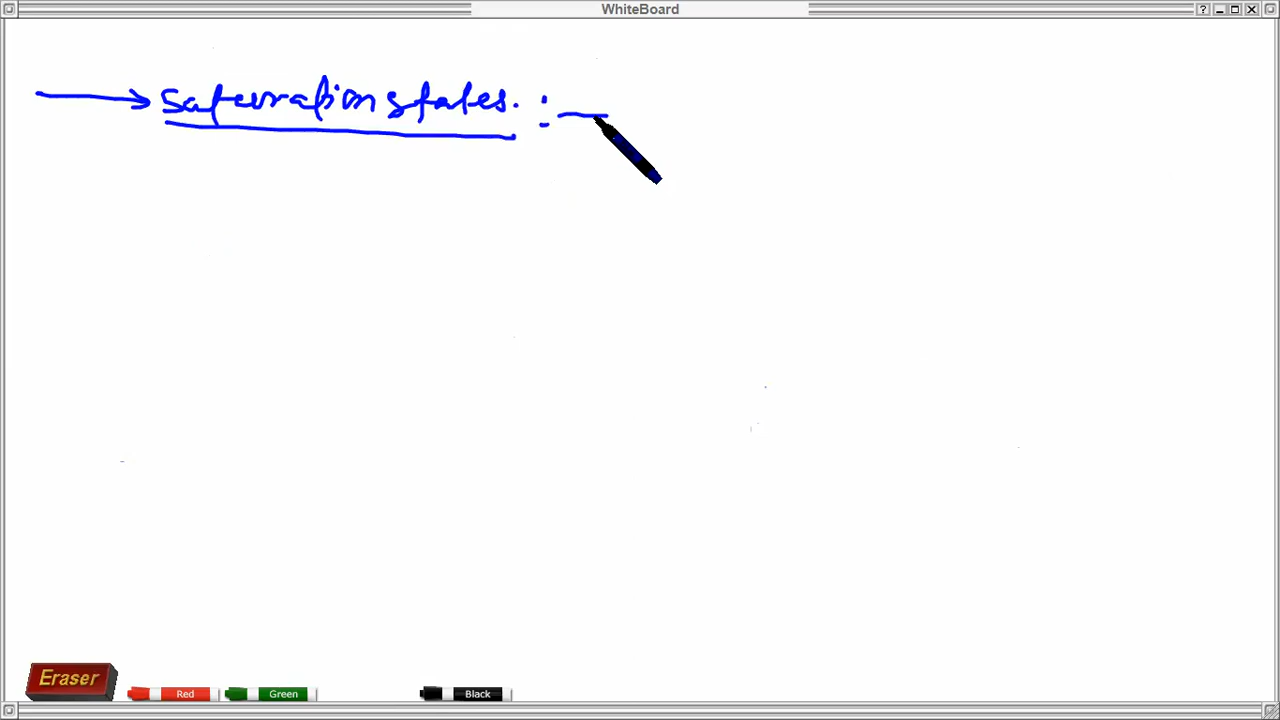 WhiteBoard
→ Saturation states. :—
Eraser
Red
Green
Black